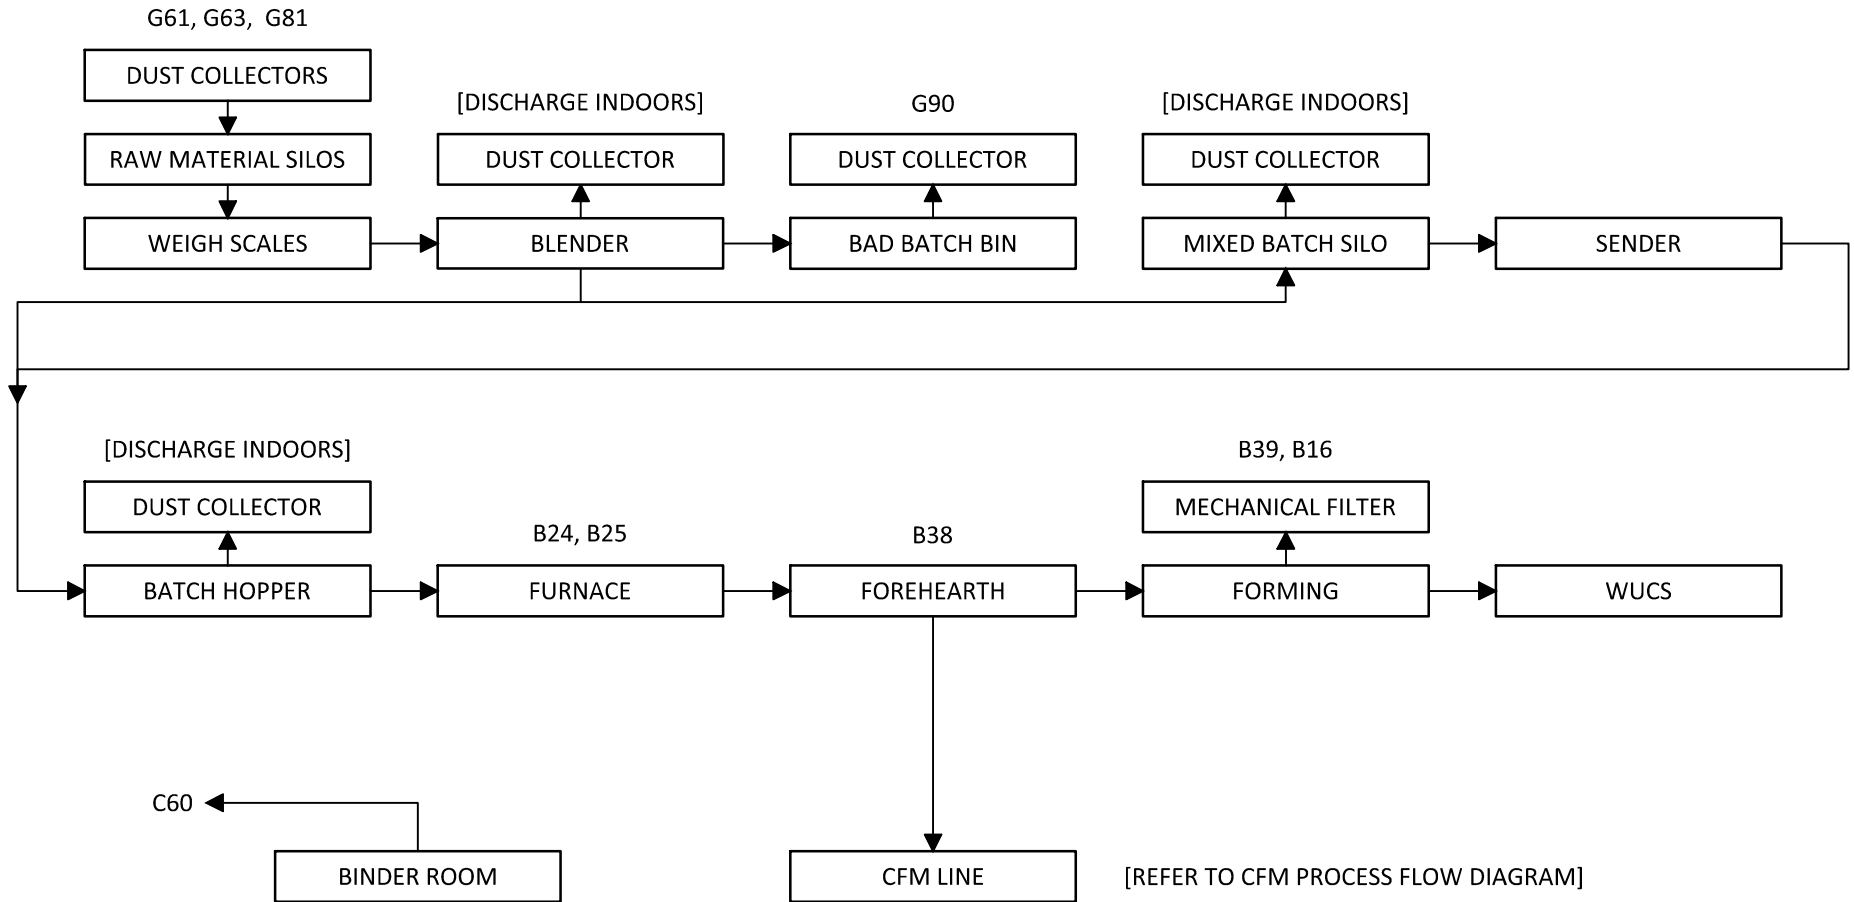 G61, G63,  G81
DUST COLLECTORS
[DISCHARGE INDOORS]
G90
[DISCHARGE INDOORS]
RAW MATERIAL SILOS
DUST COLLECTOR
DUST COLLECTOR
DUST COLLECTOR
WEIGH SCALES
BLENDER
BAD BATCH BIN
MIXED BATCH SILO
SENDER
[DISCHARGE INDOORS]
B39, B16
DUST COLLECTOR
MECHANICAL FILTER
B24, B25
B38
BATCH HOPPER
FURNACE
FOREHEARTH
FORMING
WUCS
C60
BINDER ROOM
CFM LINE
[REFER TO CFM PROCESS FLOW DIAGRAM]